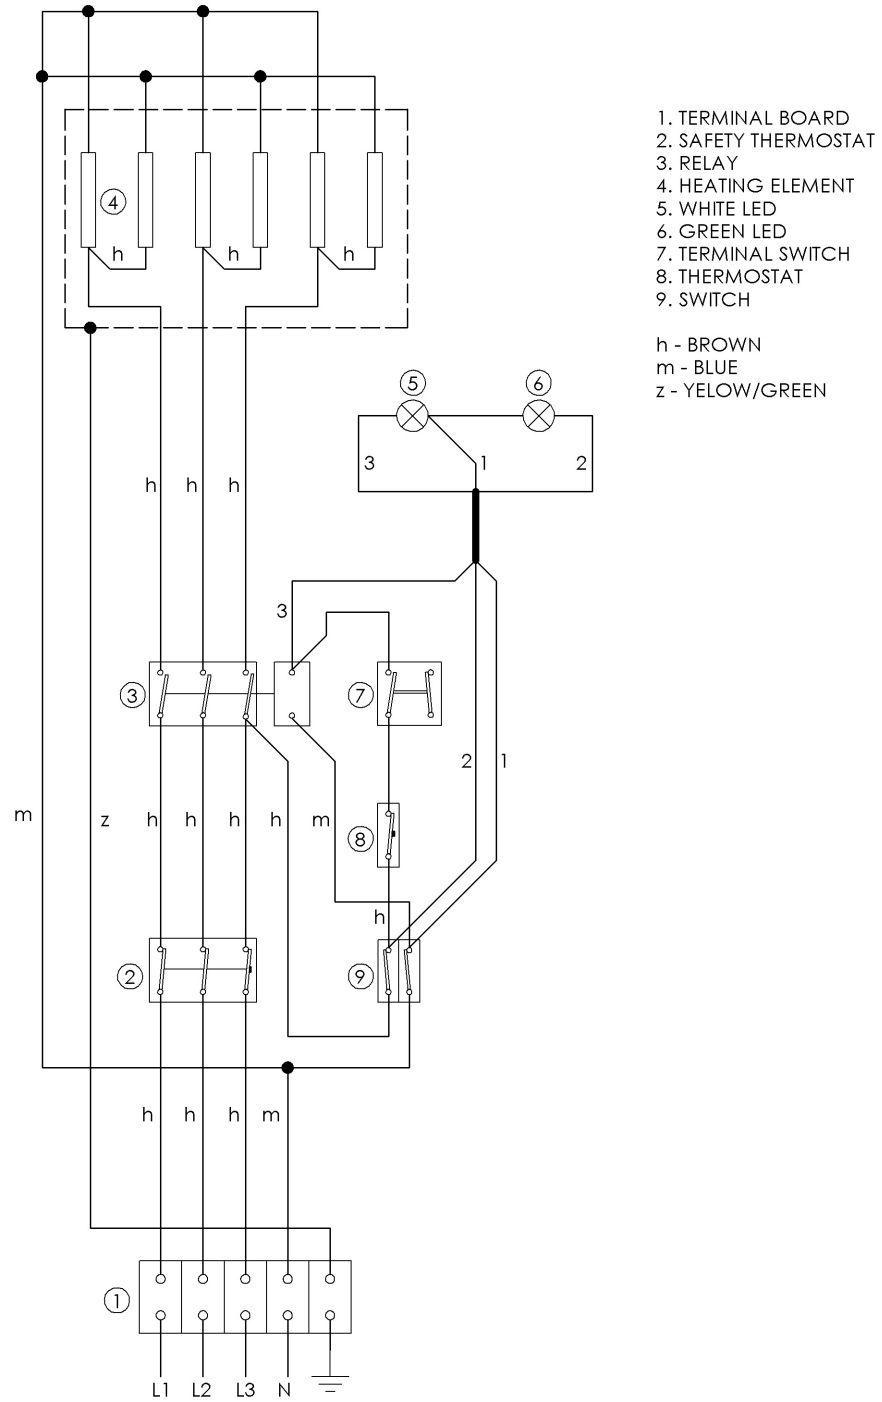 1. TERMINAL BOARD
2. SAFETY THERMOSTAT
3. RELAY
4. HEATING ELEMENT
5. WHITE LED
6. GREEN LED
7. TERMINAL SWITCH
8. THERMOSTAT
9. SWITCH
h - BROWN
m - BLUE
z - YELOW/GREEN
4
h h h
5 6
3 1 2
h h h
3
3 7
2 1
m z h h h h m
8
h
2 9
h h h m
1
L1 L2 L3 N